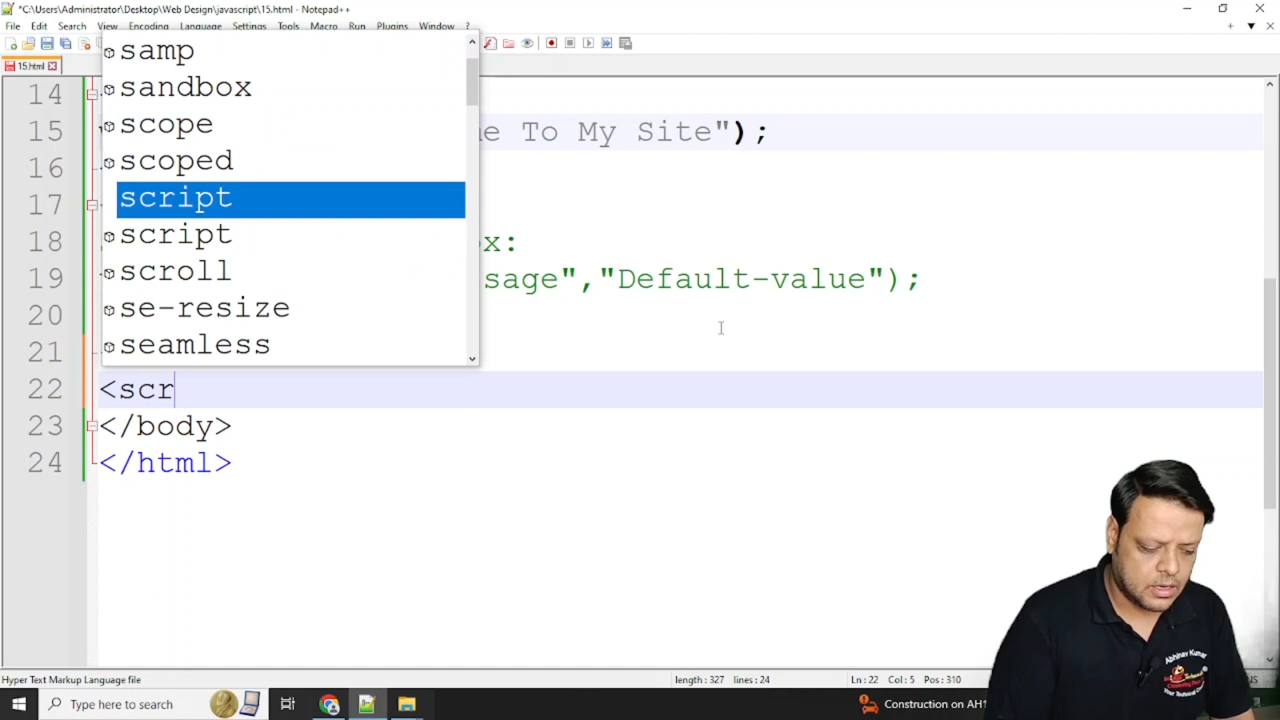 *C:\Users\Administrator\Desktop\Web Design\javascript\15.html - Notepad++
File Edit Search View Encoding Language Settings Tools Macro Run Plugins Window ?
15.html
samp
sandbox
scope
scoped
script
script
scroll
se-resize
seamless
14
15 e To My Site");
16
17
18 x:
19 sage","Default-value");
20
21
22 <scr
23 </body>
24 </html>
Abhinav Kumar
Hyper Text Markup Language file length : 327 lines : 24 Ln : 22 Col : 5 Pos : 310
Type here to search
Construction on AH1